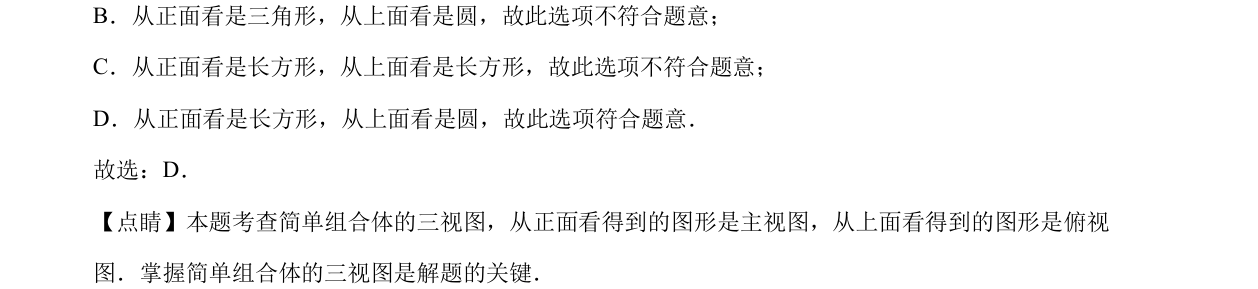 B．从正面看是三角形，从上面看是圆，故此选项不符合题意；
C．从正面看是长方形，从上面看是长方形，故此选项不符合题意；
D．从正面看是长方形，从上面看是圆，故此选项符合题意．
故选：D．
【点睛】本题考查简单组合体的三视图，从正面看得到的图形是主视图，从上面看得到的图形是俯视
图．掌握简单组合体的三视图是解题的关键．